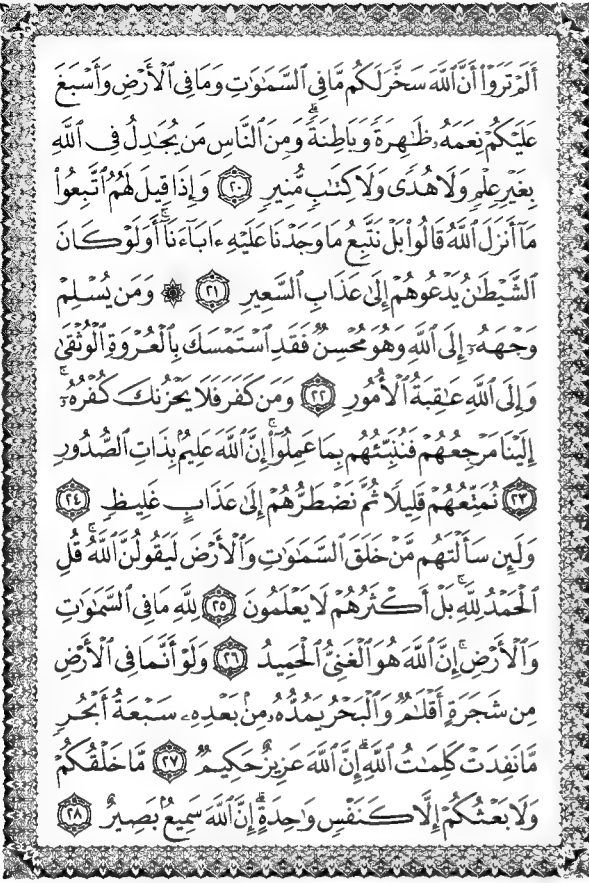 أَلَمْ تَرَوْا۟ أَنَّ ٱللَّهَ سَخَّرَ لَكُم مَّا فِى ٱلسَّمَٰوَٰتِ وَمَا فِى ٱلْأَرْضِ وَأَسْبَغَ
عَلَيْكُمْ نِعَمَهُۥ ظَٰهِرَةً وَبَاطِنَةً ۗ وَمِنَ ٱلنَّاسِ مَن يُجَٰدِلُ فِى ٱللَّهِ
بِغَيْرِ عِلْمٍ وَلَا هُدًى وَلَا كِتَٰبٍ مُّنِيرٍ ٢٠ وَإِذَا قِيلَ لَهُمُ ٱتَّبِعُوا۟
مَآ أَنزَلَ ٱللَّهُ قَالُوا۟ بَلْ نَتَّبِعُ مَا وَجَدْنَا عَلَيْهِ ءَابَآءَنَآ ۚ أَوَلَوْ كَانَ
ٱلشَّيْطَٰنُ يَدْعُوهُمْ إِلَىٰ عَذَابِ ٱلسَّعِيرِ ٢١ ۞ وَمَن يُسْلِمْ
وَجْهَهُۥٓ إِلَى ٱللَّهِ وَهُوَ مُحْسِنٌ فَقَدِ ٱسْتَمْسَكَ بِٱلْعُرْوَةِ ٱلْوُثْقَىٰ ۗ
وَإِلَى ٱللَّهِ عَٰقِبَةُ ٱلْأُمُورِ ٢٢ وَمَن كَفَرَ فَلَا يَحْزُنكَ كُفْرُهُۥٓ ۚ
إِلَيْنَا مَرْجِعُهُمْ فَنُنَبِّئُهُم بِمَا عَمِلُوٓا۟ ۚ إِنَّ ٱللَّهَ عَلِيمٌۢ بِذَاتِ ٱلصُّدُورِ
٢٣ نُمَتِّعُهُمْ قَلِيلًا ثُمَّ نَضْطَرُّهُمْ إِلَىٰ عَذَابٍ غَلِيظٍ ٢٤
وَلَئِن سَأَلْتَهُم مَّنْ خَلَقَ ٱلسَّمَٰوَٰتِ وَٱلْأَرْضَ لَيَقُولُنَّ ٱللَّهُ ۚ قُلِ
ٱلْحَمْدُ لِلَّهِ ۚ بَلْ أَكْثَرُهُمْ لَا يَعْلَمُونَ ٢٥ لِلَّهِ مَا فِى ٱلسَّمَٰوَٰتِ
وَٱلْأَرْضِ ۚ إِنَّ ٱللَّهَ هُوَ ٱلْغَنِىُّ ٱلْحَمِيدُ ٢٦ وَلَوْ أَنَّمَا فِى ٱلْأَرْضِ
مِن شَجَرَةٍ أَقْلَٰمٌ وَٱلْبَحْرُ يَمُدُّهُۥ مِنۢ بَعْدِهِۦ سَبْعَةُ أَبْحُرٍ
مَّا نَفِدَتْ كَلِمَٰتُ ٱللَّهِ ۗ إِنَّ ٱللَّهَ عَزِيزٌ حَكِيمٌ ٢٧ مَّا خَلْقُكُمْ
وَلَا بَعْثُكُمْ إِلَّا كَنَفْسٍ وَٰحِدَةٍ ۗ إِنَّ ٱللَّهَ سَمِيعٌۢ بَصِيرٌ ٢٨